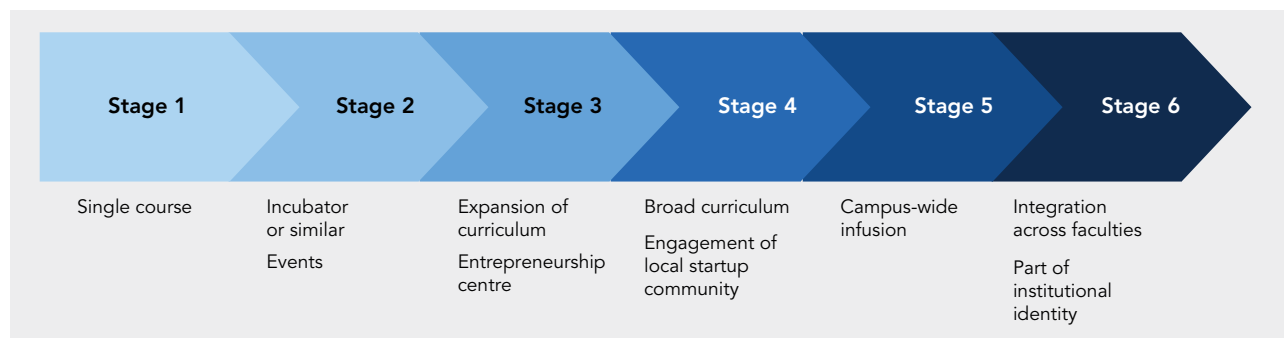 Stage 1
Stage 2
Stage 3
Stage 4
Stage 5
Stage 6
Single course
Incubator
or similar
Events
Expansion of
curriculum
Entrepreneurship
centre
Broad curriculum
Engagement of
local startup
community
Campus-wide
infusion
Integration
across faculties
Part of
institutional
identity